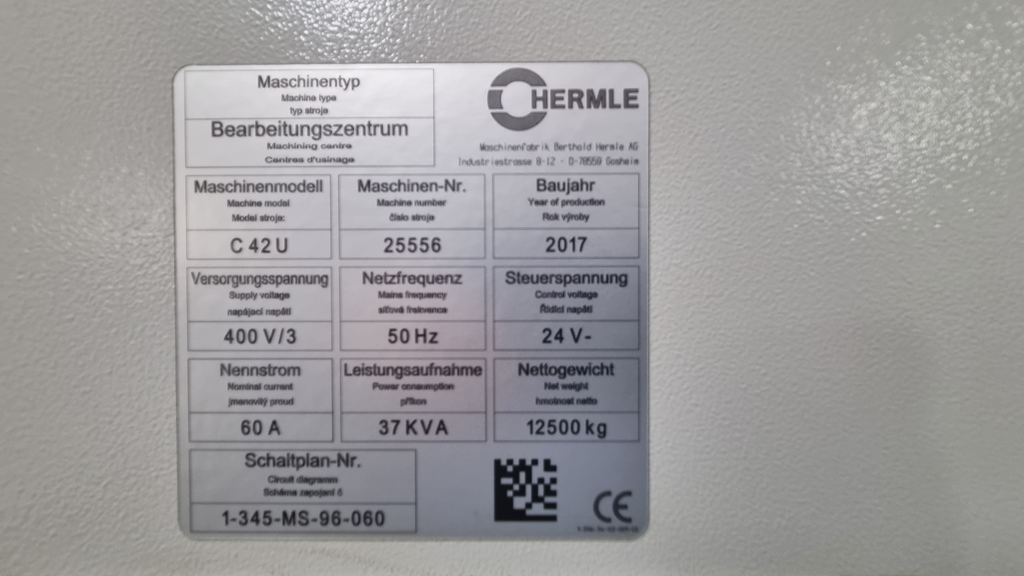 Maschinentyp
Machine type
typ stroje
Bearbeitungszentrum
Machining centre
Centres d'usinage
HERMLE
Maschinenfabrik Berthold Hermle AG
Industriestrasse 8-12 · D-78559 Gosheim
Maschinenmodell
Machine model
Model stroje:
C 42 U
Maschinen-Nr.
Machine number
číslo stroje
25556
Baujahr
Year of production
Rok výroby
2017
Versorgungsspannung
Supply voltage
napájecí napětí
400 V/3
Netzfrequenz
Mains frequency
síťová frekvence
50 Hz
Steuerspannung
Control voltage
Řídící napětí
24 V-
Nennstrom
Nominal current
jmenovitý proud
60 A
Leistungsaufnahme
Power consumption
příkon
37 KVA
Nettogewicht
Net weight
hmotnost netto
12500 kg
Schaltplan-Nr.
Circuit diagramm
Schéma zapojení č
1-345-MS-96-060
CE